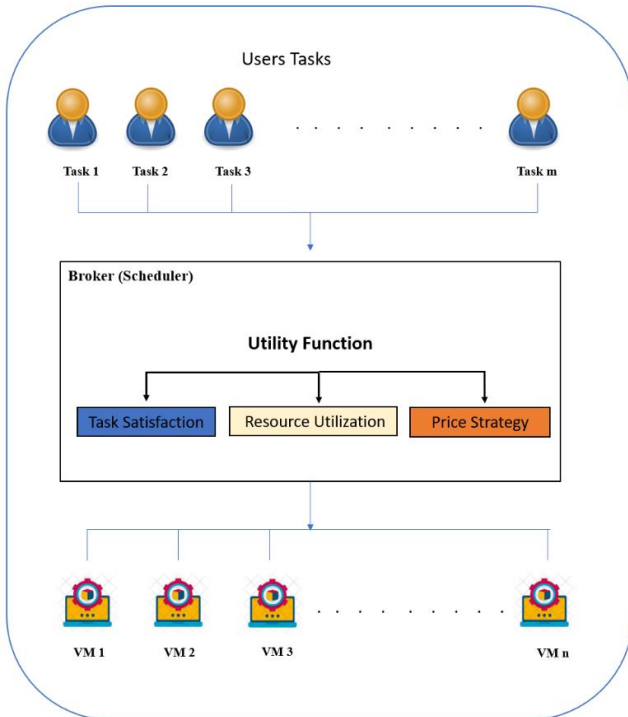 Users Tasks
Task 1 Task 2 Task 3 . . . . . . . . . Task m
Broker (Scheduler)
Utility Function
Task Satisfaction Resource Utilization Price Strategy
VM 1 VM 2 VM 3 . . . . . . . . . VM n